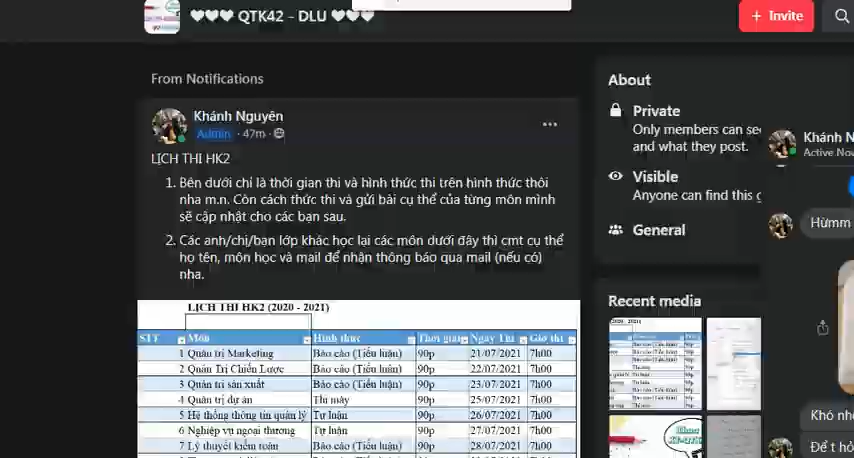 ♥♥♥ QTK42 - DLU ♥♥♥
+ Invite
From Notifications
Khánh Nguyên
Admin · 47m ·
LỊCH THI HK2
1. Bên dưới chỉ là thời gian thi và hình thức thi trên hình thức thôi
nha m.n. Còn cách thức thi và gửi bài cụ thể của từng môn mình
sẽ cập nhật cho các bạn sau.
2. Các anh/chị/bạn lớp khác học lại các môn dưới đây thì cmt cụ thể
họ tên, môn học và mail để nhận thông báo qua mail (nếu có)
nha.
LỊCH THI HK2 (2020 - 2021)
STT Môn Hình thức Thời gian Ngày Thi Giờ thi
1 Quản trị Marketing Báo cáo (Tiểu luận) 90p 21/07/2021 7h00
2 Quản Trị Chiến Lược Báo cáo (Tiểu luận) 90p 22/07/2021 7h00
3 Quản trị sản xuất Báo cáo (Tiểu luận) 90p 23/07/2021 7h00
4 Quản trị dự án Thi máy 90p 25/07/2021 7h00
5 Hệ thống thông tin quản lý Tự luận 90p 26/07/2021 7h00
6 Nghiệp vụ ngoại thương Tự luận 90p 27/07/2021 7h00
7 Lý thuyết kiểm toán Báo cáo (Tiểu luận) 90p 28/07/2021 7h00
About
Private
Only members can see
and what they post.
Visible
Anyone can find this g
General
Recent media
Khánh N
Active Nov
Hừmm
Khó nh
Để t hỏ